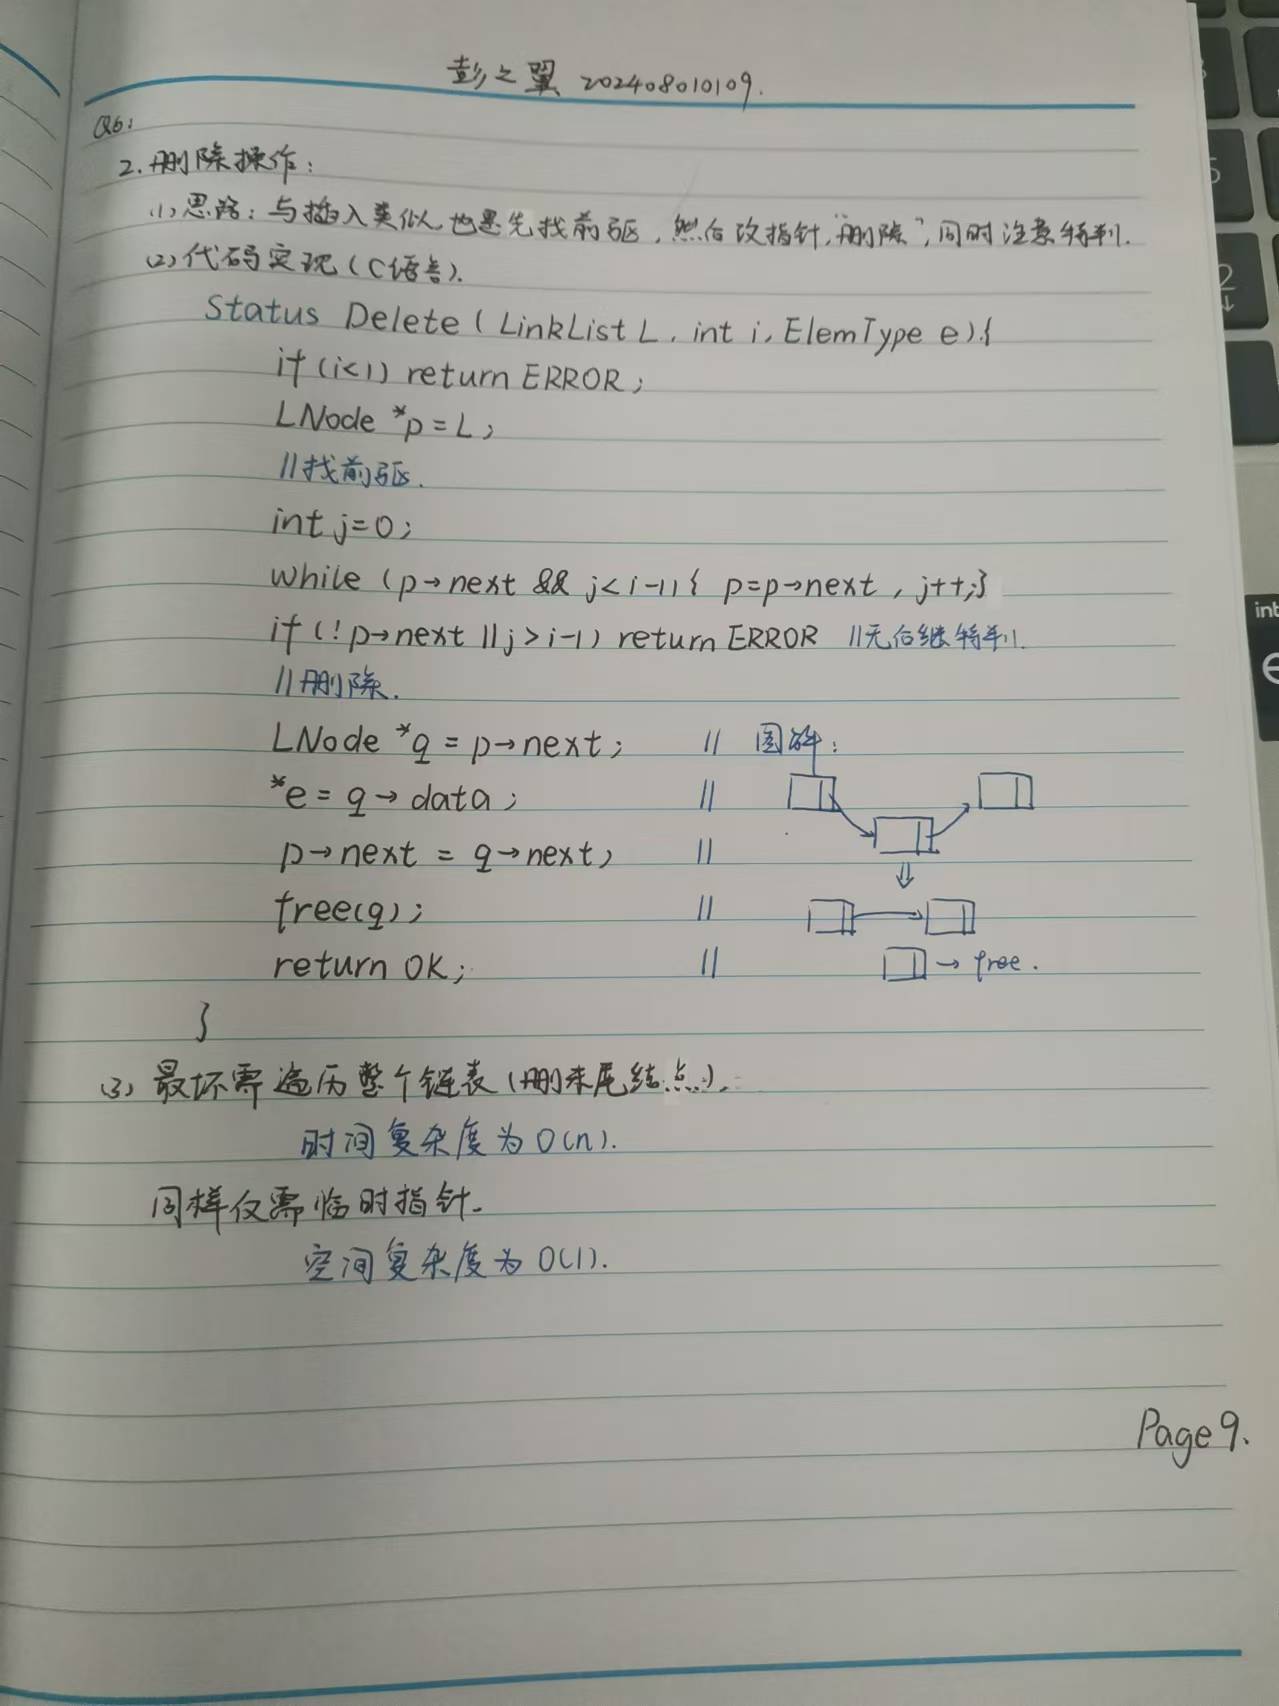 彭之翼 202408010109.
Q6:
2. 删除操作:
(1) 思路: 与插入类似,也是先找前驱,然后改指针,"删除",同时注意特判.
(2) 代码实现 (C语言).
Status Delete ( LinkList L, int i, ElemType e) {
if (i<1) return ERROR;
LNode *p = L;
//找前驱.
int j=0;
while (p→next && j<i-1) { p=p→next, j++;}
if (!p→next || j>i-1) return ERROR //无后继特判.
//删除.
LNode *q = p→next; // 图解:
*e = q→data; //
p→next = q→next; //
free(q); //
return OK; // → free.
}
(3) 最坏需遍历整个链表 (删末尾结点).
时间复杂度为 O(n).
同样仅需临时指针.
空间复杂度为 O(1).
Page 9.
5
2
↓
int
e